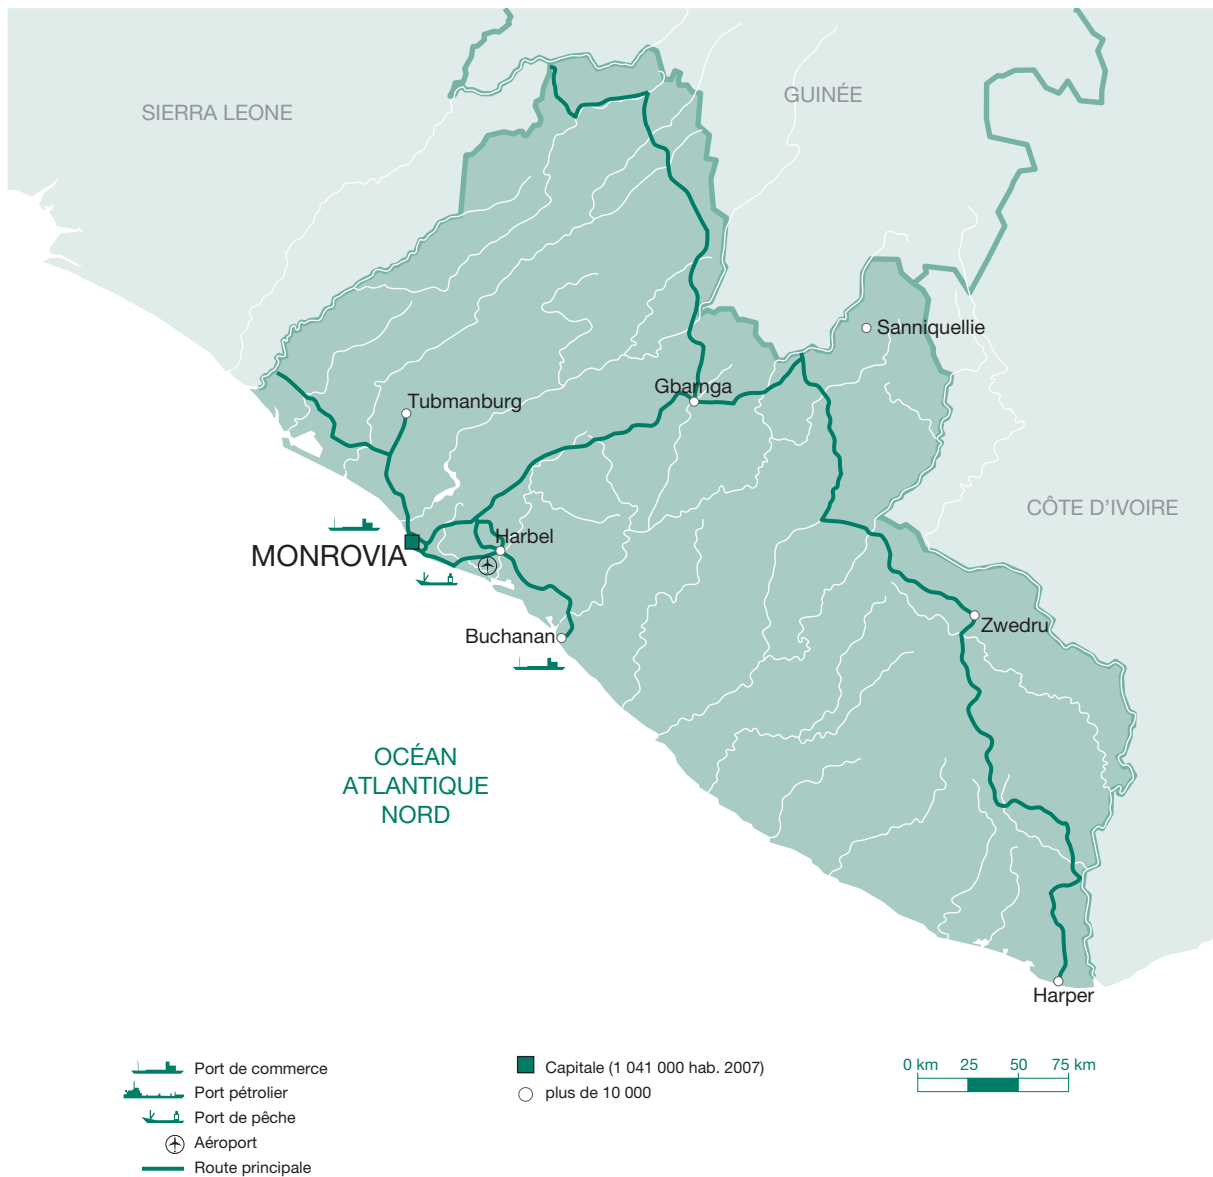 SIERRA LEONE
GUINÉE
Sanniquellie
Gbarnga
Tubmanburg
CÔTE D'IVOIRE
Harbel
MONROVIA
Zwedru
Buchanan
OCÉAN
ATLANTIQUE
NORD
Harper
Port de commerce
Port pétrolier
Port de pêche
Aéroport
Route principale
Capitale (1 041 000 hab. 2007)
plus de 10 000
0 km 25 50 75 km